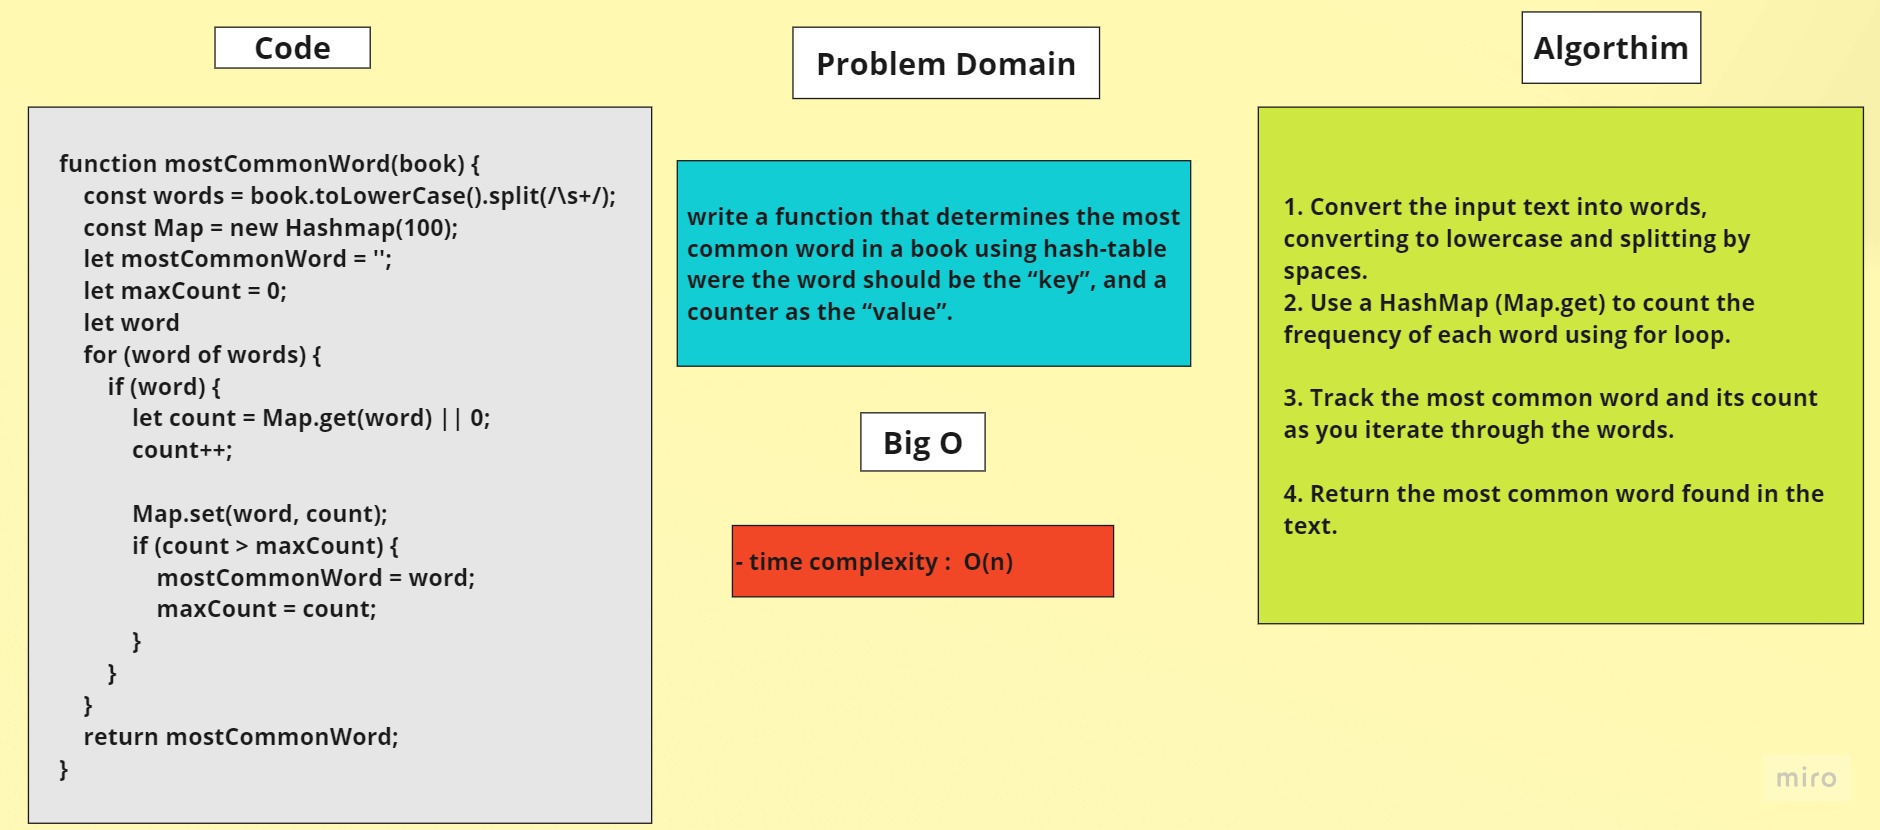 Code
function mostCommonWord(book) {
const words = book.toLowerCase().split(/\s+/);
const Map = new Hashmap(100);
let mostCommonWord = '';
let maxCount = 0;
let word
for (word of words) {
if (word) {
let count = Map.get(word) || 0;
count++;
Map.set(word, count);
if (count > maxCount) {
mostCommonWord = word;
maxCount = count;
}
}
}
return mostCommonWord;
}
Problem Domain
write a function that determines the most
common word in a book using hash-table
were the word should be the “key”, and a
counter as the “value”.
Big O
- time complexity : O(n)
Algorthim
1. Convert the input text into words,
converting to lowercase and splitting by
spaces.
2. Use a HashMap (Map.get) to count the
frequency of each word using for loop.
3. Track the most common word and its count
as you iterate through the words.
4. Return the most common word found in the
text.
miro